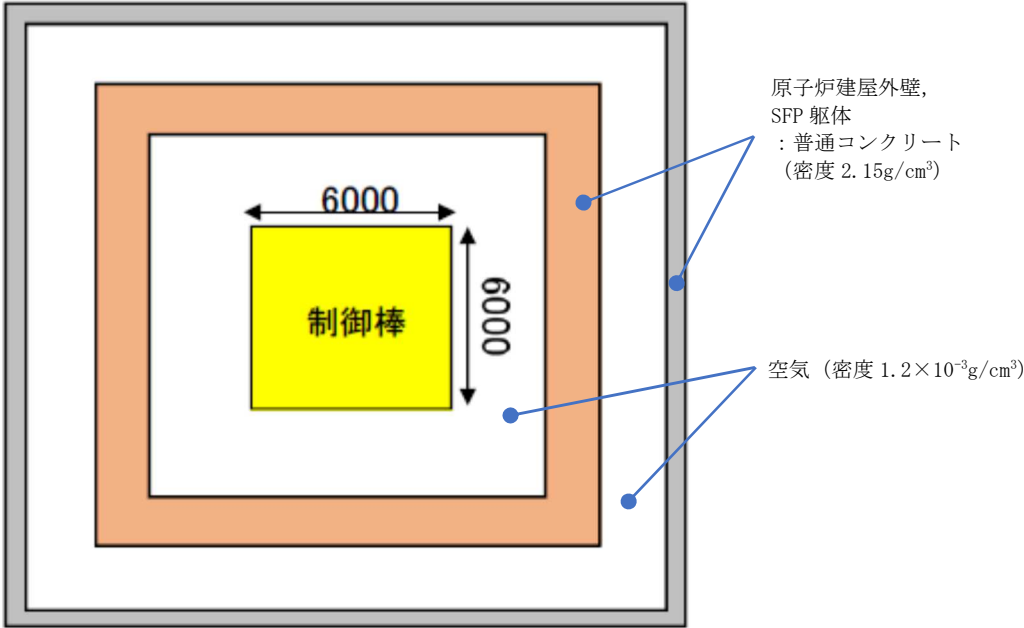 原子炉建屋外壁,
SFP 躯体
：普通コンクリート
(密度 2.15g/cm³)
6000
6000
制御棒
空気 (密度 1.2×10⁻³g/cm³)